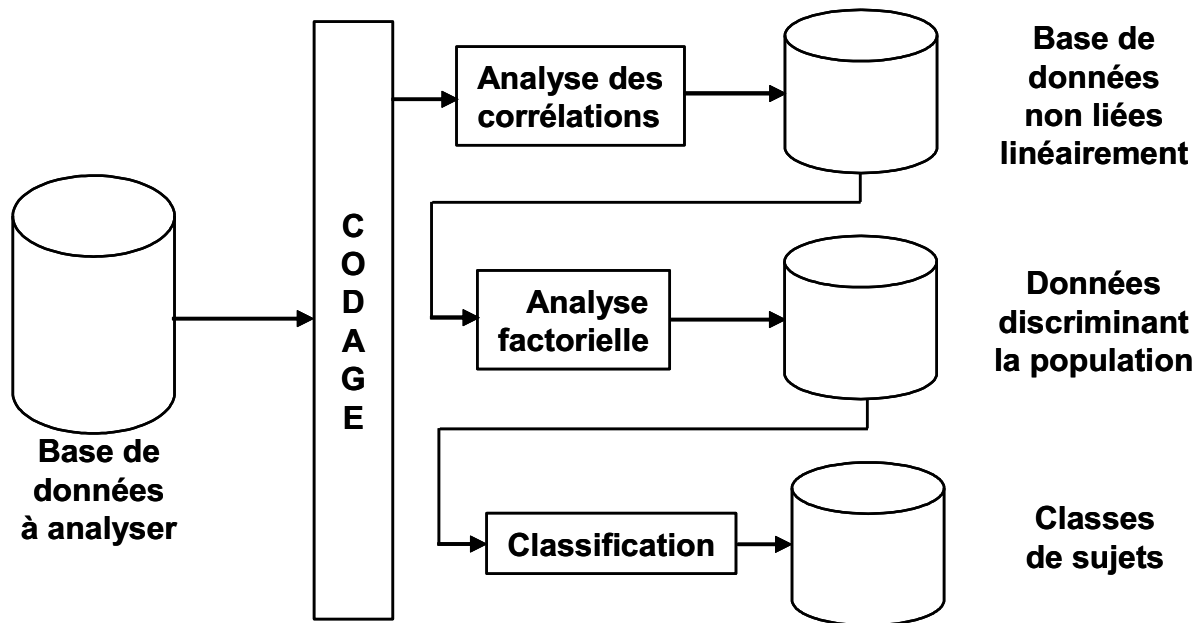 Base de
données
à analyser
C
O
D
A
G
E
Analyse des
corrélations
Base de
données
non liées
linéairement
Analyse
factorielle
Données
discriminant
la population
Classification
Classes
de sujets